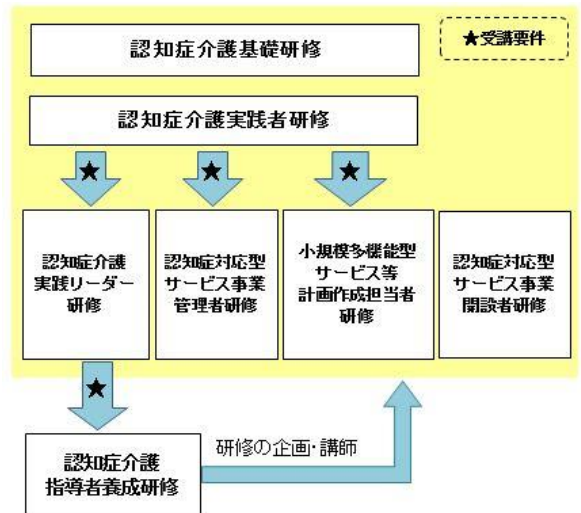 ★受講要件
認知症介護基礎研修
認知症介護実践者研修
★
★
★
認知症介護
実践リーダー
研修
認知症対応型
サービス事業
管理者研修
小規模多機能型
サービス等
計画作成担当者
研修
認知症対応型
サービス事業
開設者研修
★
認知症介護
指導者養成研修
研修の企画・講師